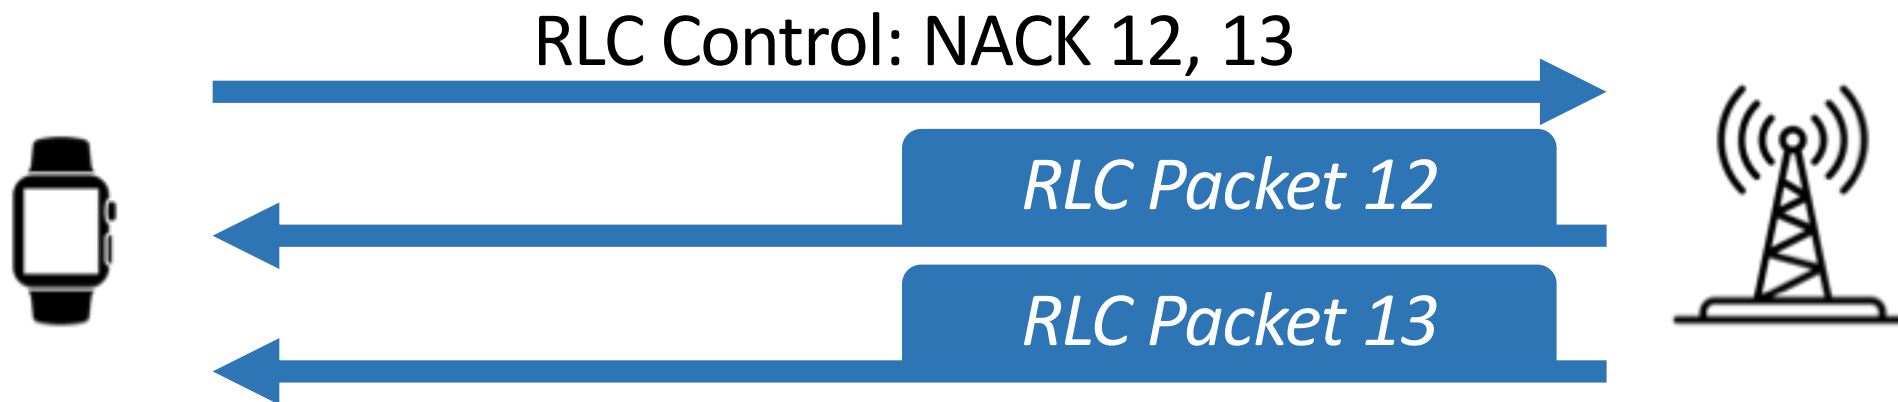 RLC Control: NACK 12, 13
RLC Packet 12
RLC Packet 13